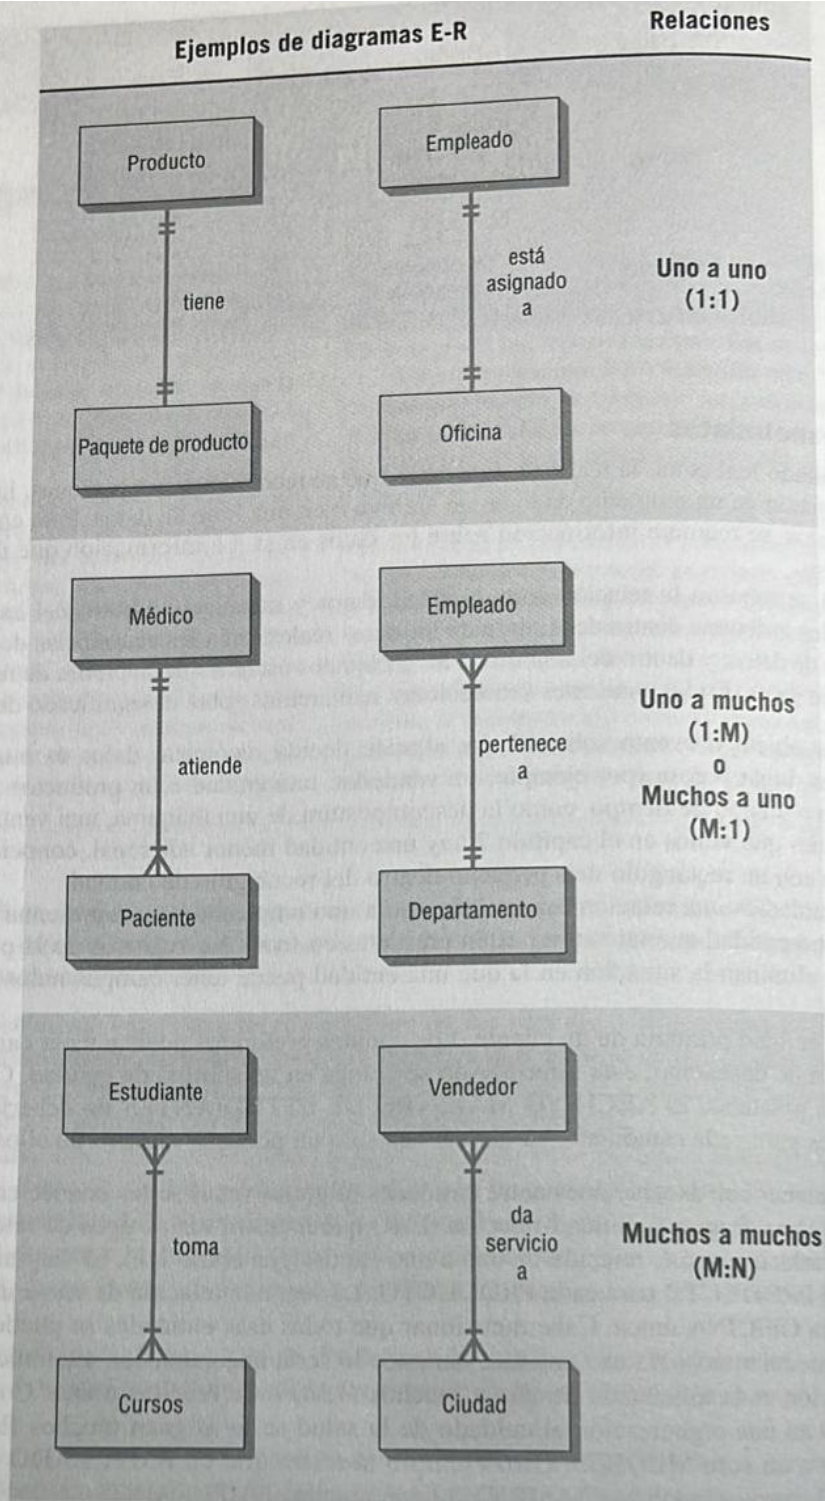 Ejemplos de diagramas E-R
Relaciones
Producto
Empleado
tiene
está
asignado
a
Uno a uno
(1:1)
Paquete de producto
Oficina
Médico
Empleado
atiende
pertenece
a
Uno a muchos
(1:M)
o
Muchos a uno
(M:1)
Paciente
Departamento
Estudiante
Vendedor
toma
da
servicio
a
Muchos a muchos
(M:N)
Cursos
Ciudad